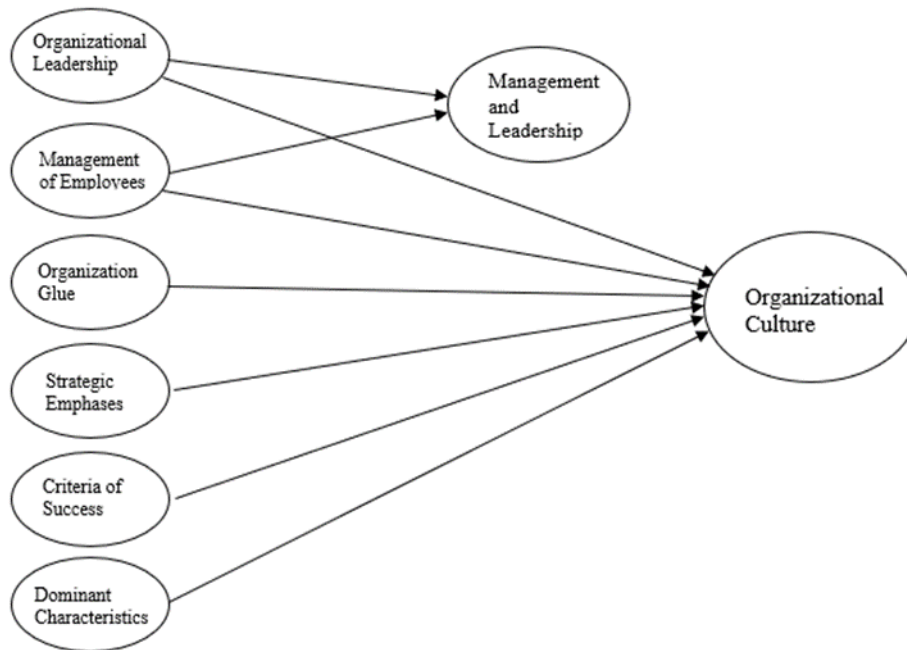 Organizational
Leadership
Management
and
Leadership
Management
of Employees
Organization
Glue
Organizational
Culture
Strategic
Emphases
Criteria of
Success
Dominant
Characteristics